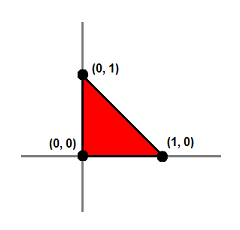 (0, 1)
(0, 0)
(1, 0)